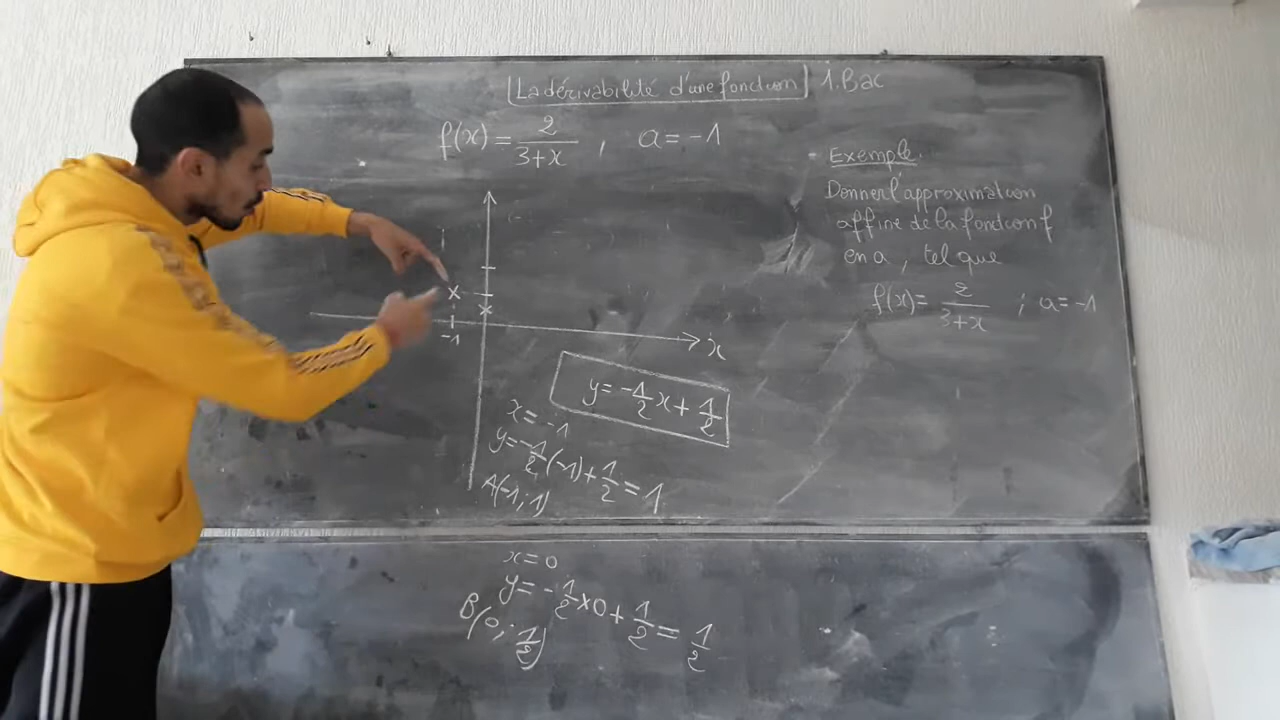 La dérivabilité d'une fonction 1.Bac
f(x) = 2/(3+x) , a = -1
Exemple.
Donner l'approximation
affine de la fonction f
en a , tel que
f(x) = 2/(3+x) ; a = -1
-1
x
y = -1/2 x + 1/2
x = -1
y = -1/2 (-1) + 1/2 = 1
A(-1 ; 1)
x = 0
y = -1/2 × 0 + 1/2 = 1/2
B(0 ; 1/2)